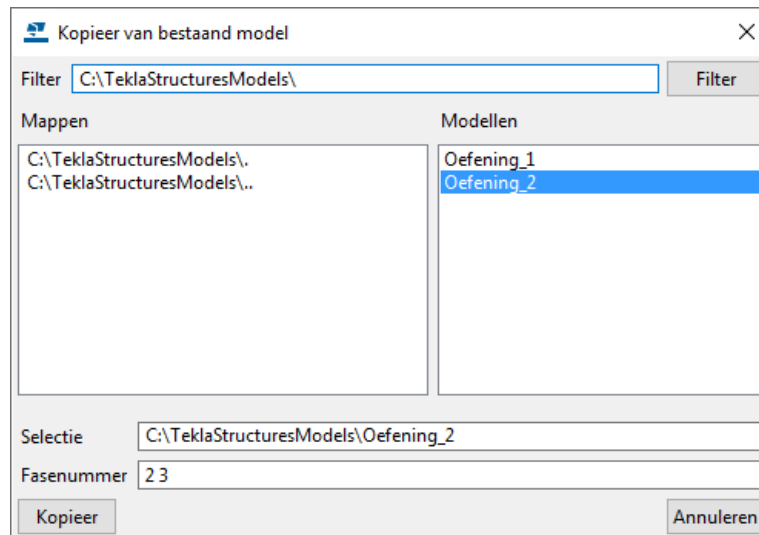 Kopieer van bestaand model
Filter C:\TeklaStructuresModels\ Filter
Mappen Modellen
C:\TeklaStructuresModels\. Oefening_1
C:\TeklaStructuresModels\.. Oefening_2
Selectie C:\TeklaStructuresModels\Oefening_2
Fasenummer 2 3
Kopieer Annuleren